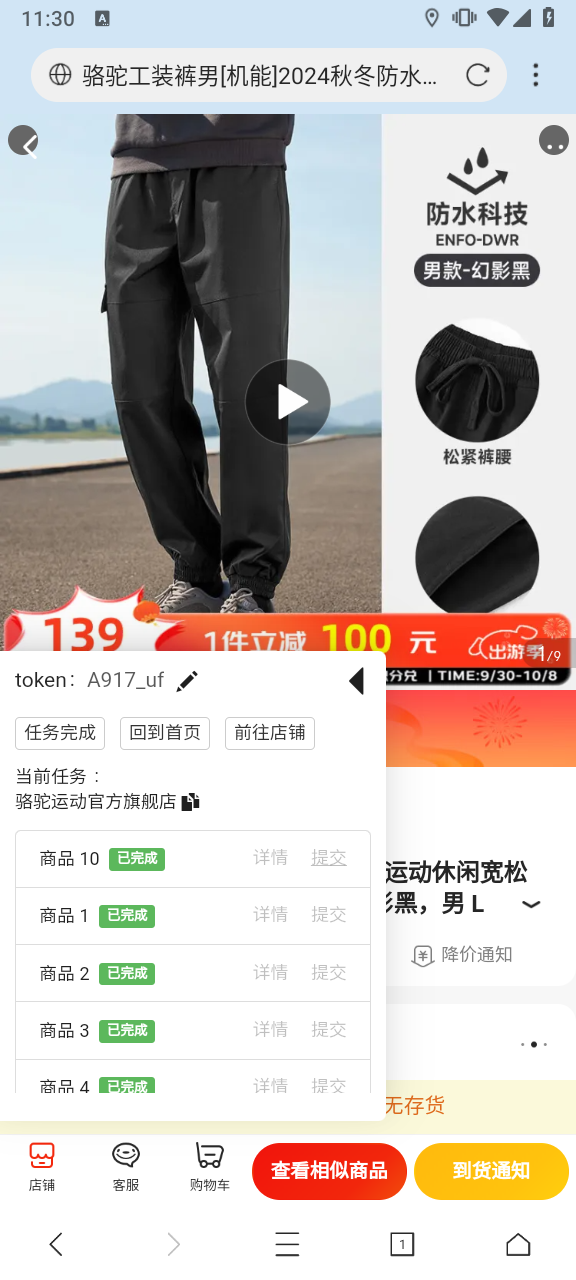 11:30
骆驼工装裤男[机能]2024秋冬防水…
防水科技
ENFO-DWR
男款-幻影黑
松紧裤腰
139
1件立减 100 元
出游季
1/9
TIME:9/30-10/8
token： A917_uf
任务完成 回到首页 前往店铺
当前任务：
骆驼运动官方旗舰店
商品 10 已完成 详情 提交
商品 1 已完成 详情 提交
商品 2 已完成 详情 提交
商品 3 已完成 详情 提交
商品 4 已完成 详情 提交
运动休闲宽松
影黑，男 L
降价通知
无存货
店铺 客服 购物车 查看相似商品 到货通知
1